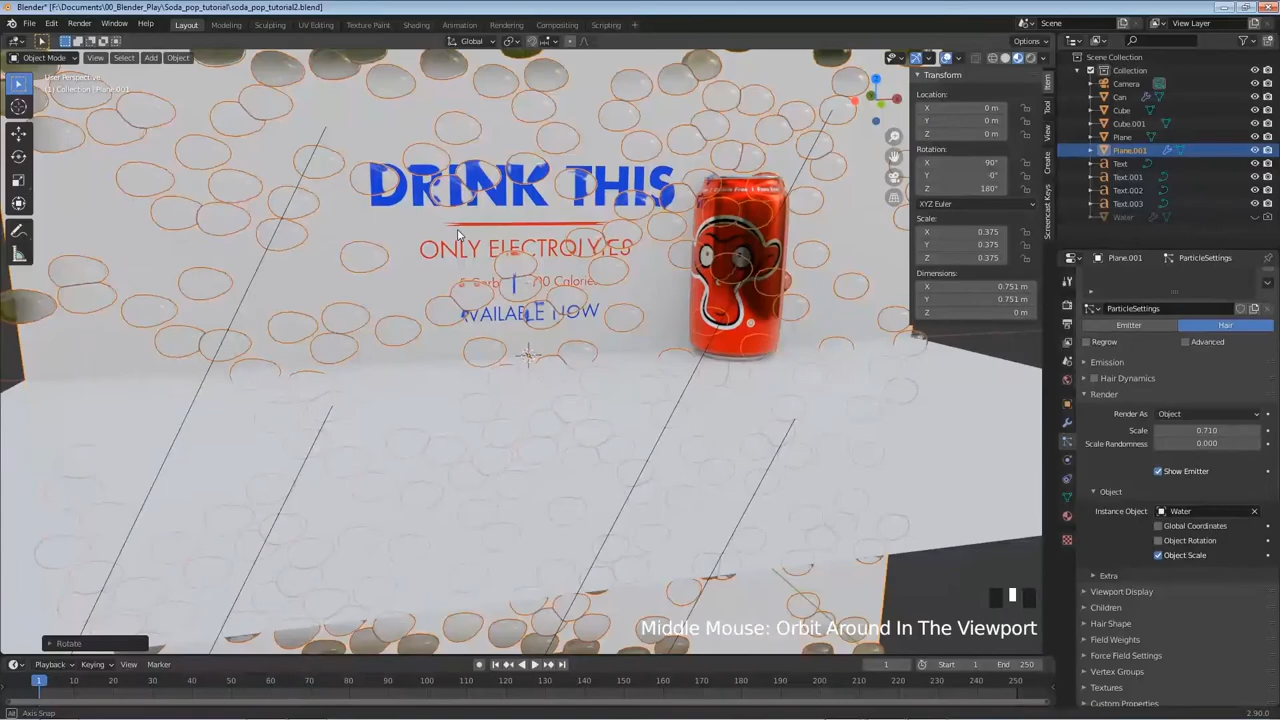 Blender* [F:\Documents\00_Blender_Play\Soda_pop_tutorial\soda_pop_tutorial2.blend]
File Edit Render Window Help Layout Modeling Sculpting UV Editing Texture Paint Shading Animation Rendering Compositing Scripting + Scene View Layer
Global Options
Object Mode View Select Add Object
User Perspective
(1) Collection | Plane.001
DRINK THIS
ONLY ELECTROLYTES
AVAILABLE NOW
Transform
Location:
X 0 m
Y 0 m
Z 0 m
Rotation:
X 90°
Y 0°
Z 180°
XYZ Euler
Scale:
X 0.375
Y 0.375
Z 0.375
Dimensions:
X 0.751 m
Y 0.751 m
Z 0 m
Item
Tool
View
Create
Screencast Keys
Scene Collection
Collection
Camera
Can
Cube
Cube.001
Plane
Plane.001
Text
Text.001
Text.002
Text.003
Water
Plane.001 ParticleSettings
ParticleSettings
Emitter Hair
Regrow Advanced
Emission
Hair Dynamics
Render
Render As Object
Scale 0.710
Scale Randomness 0.000
Show Emitter
Object
Instance Object Water
Global Coordinates
Object Rotation
Object Scale
Extra
Viewport Display
Children
Hair Shape
Field Weights
Force Field Settings
Vertex Groups
Textures
Custom Properties
Rotate
Middle Mouse: Orbit Around In The Viewport
Playback Keying View Marker 1 Start 1 End 250
1 10 20 30 40 50 60 70 80 90 100 110 120 130 140 150 160 170 180 190 200 210 220 230 240 250
Axis Snap 2.90.0